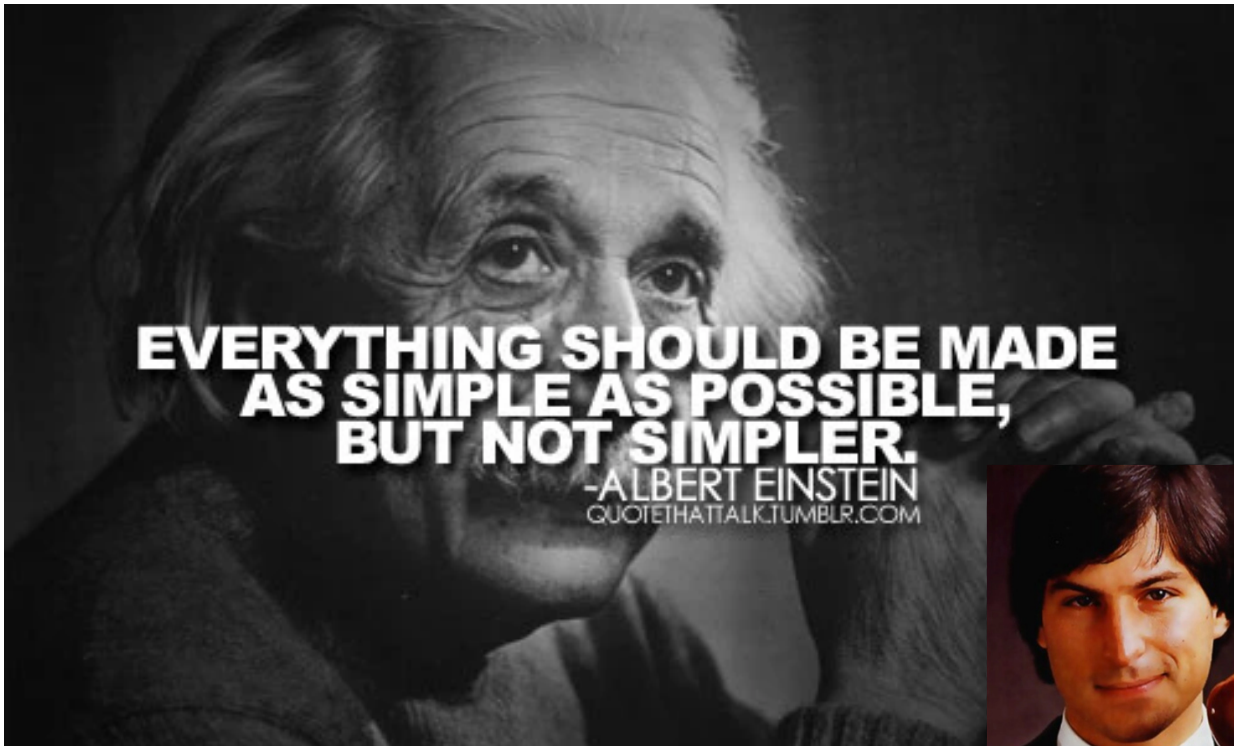 EVERYTHING SHOULD BE MADE
AS SIMPLE AS POSSIBLE,
BUT NOT SIMPLER.
-ALBERT EINSTEIN
QUOTETHATTALK.TUMBLR.COM